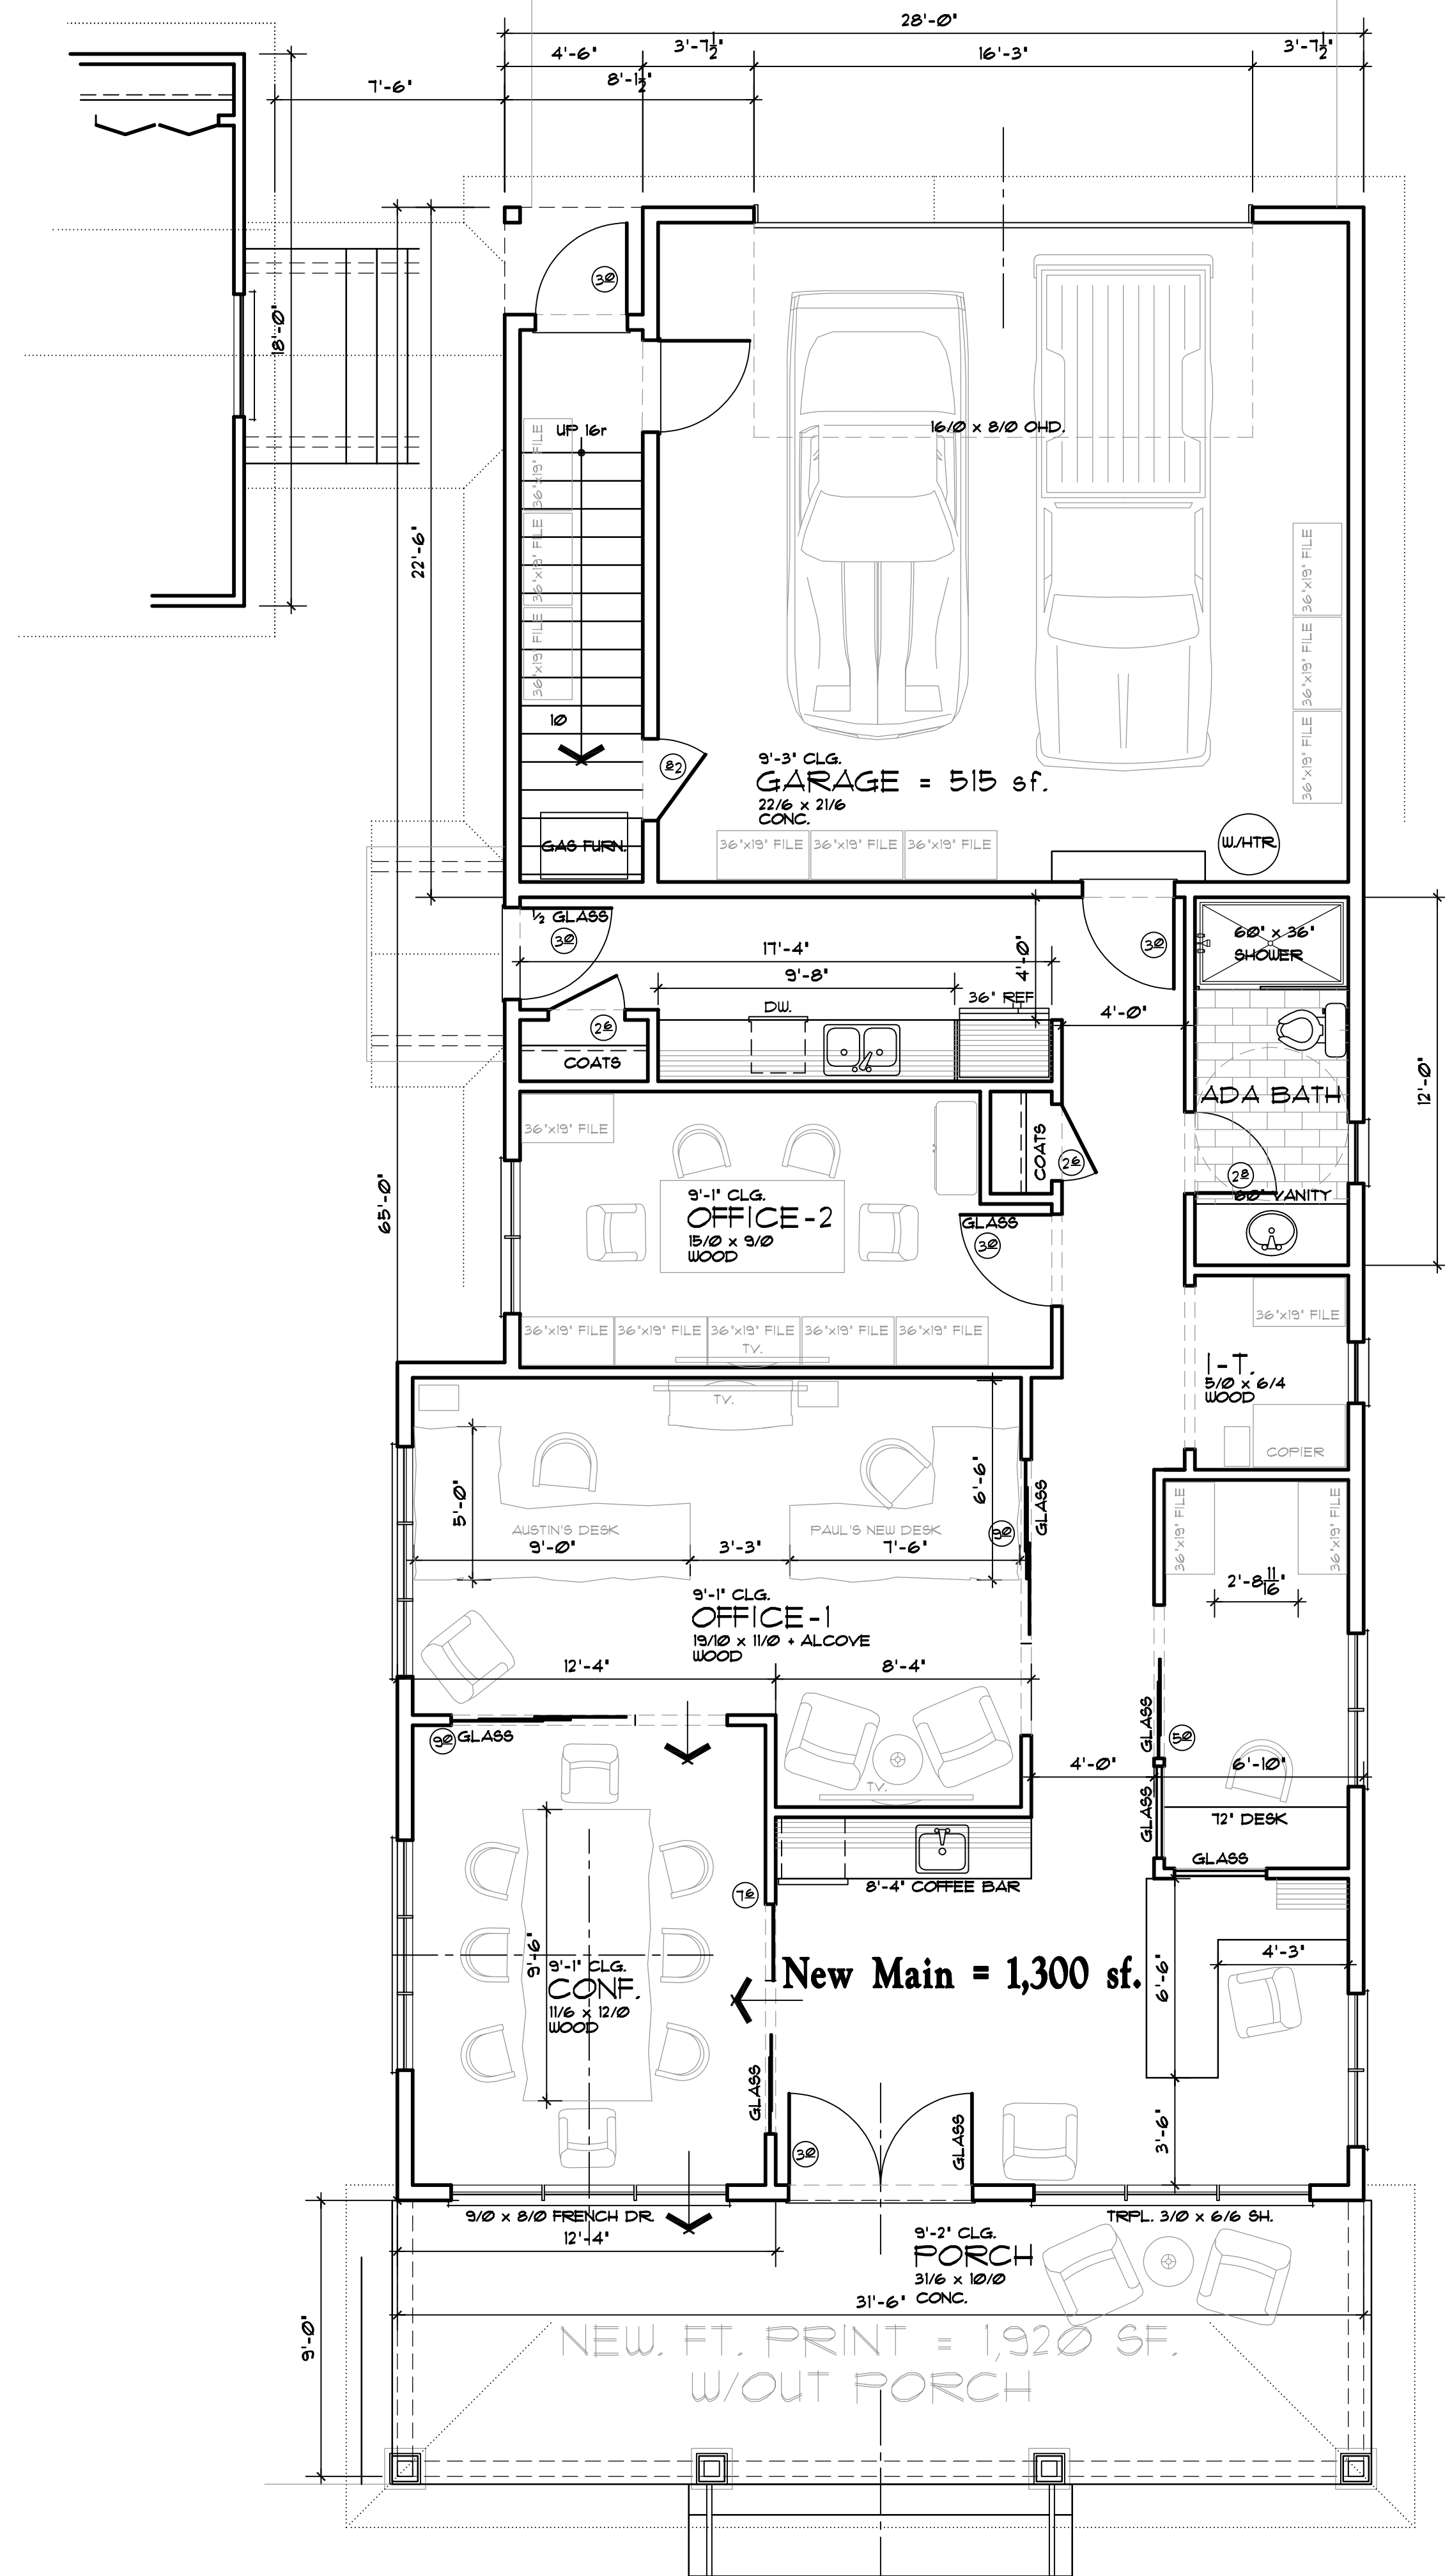 28'-0"
4'-6"
3'-7½"
16'-3"
3'-7½"
7'-6"
8'-1½"
30
18'-0"
UP 16r
36"x19" FILE
36"x19" FILE
36"x19" FILE
16/0 x 8/0 OHD.
22'-6"
36"x19" FILE
36"x19" FILE
36"x19" FILE
10
82
9'-3" CLG.
GARAGE = 515 sf.
22/6 x 21/6
CONC.
GAS FURN.
36"x19" FILE
36"x19" FILE
36"x19" FILE
W./HTR.
½ GLASS
30
17'-4"
4'-0"
30
60" x 36"
SHOWER
9'-8"
36" REF
DW.
26
COATS
4'-0"
12'-0"
ADA BATH
36"x19" FILE
COATS
26
28
60" VANITY
65'-0"
9'-1" CLG.
OFFICE-2
15/0 x 9/0
WOOD
GLASS
30
36"x19" FILE
36"x19" FILE
36"x19" FILE
36"x19" FILE
36"x19" FILE
TV.
36"x19" FILE
I-T.
5/0 x 6/4
WOOD
COPIER
TV.
5'-0"
6'-6"
GLASS
90
AUSTIN'S DESK
PAUL'S NEW DESK
9'-0"
3'-3"
7'-6"
36"x19" FILE
36"x19" FILE
2'-8 11/16"
9'-1" CLG.
OFFICE-1
19/10 x 11/0 + ALCOVE
WOOD
12'-4"
8'-4"
90
GLASS
GLASS
50
4'-0"
6'-10"
TV.
GLASS
72" DESK
GLASS
8'-4" COFFEE BAR
76
9'-6"
9'-1" CLG.
CONF.
11/6 x 12/0
WOOD
New Main = 1,300 sf.
6'-6"
4'-3"
GLASS
30
GLASS
3'-6"
9/0 x 8/0 FRENCH DR.
TRPL. 3/0 x 6/6 SH.
12'-4"
9'-2" CLG.
PORCH
31/6 x 10/0
CONC.
31'-6"
9'-0"
NEW. FT. PRINT = 1,920 SF.
W/OUT PORCH